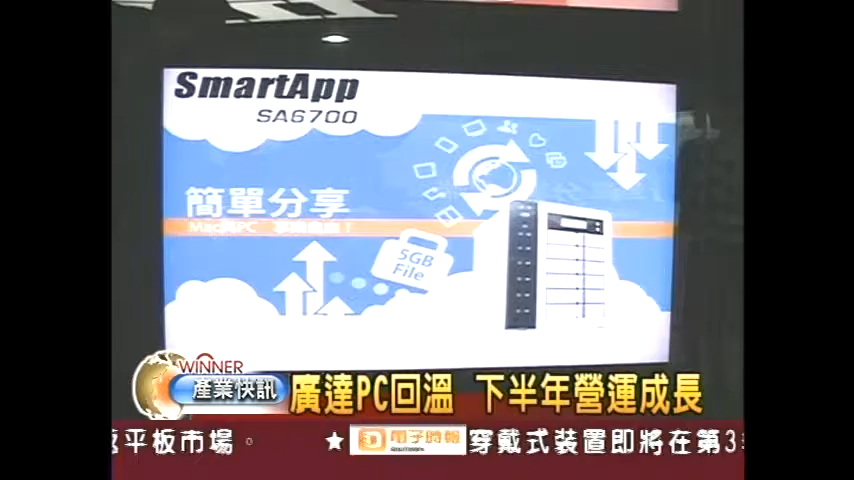 SmartApp
SA6700
簡單分享
5GB
File
WINNER
產業快訊
廣達PC回溫 下半年營運成長
平板市場。 ★ 電子時報 穿戴式裝置即將在第3